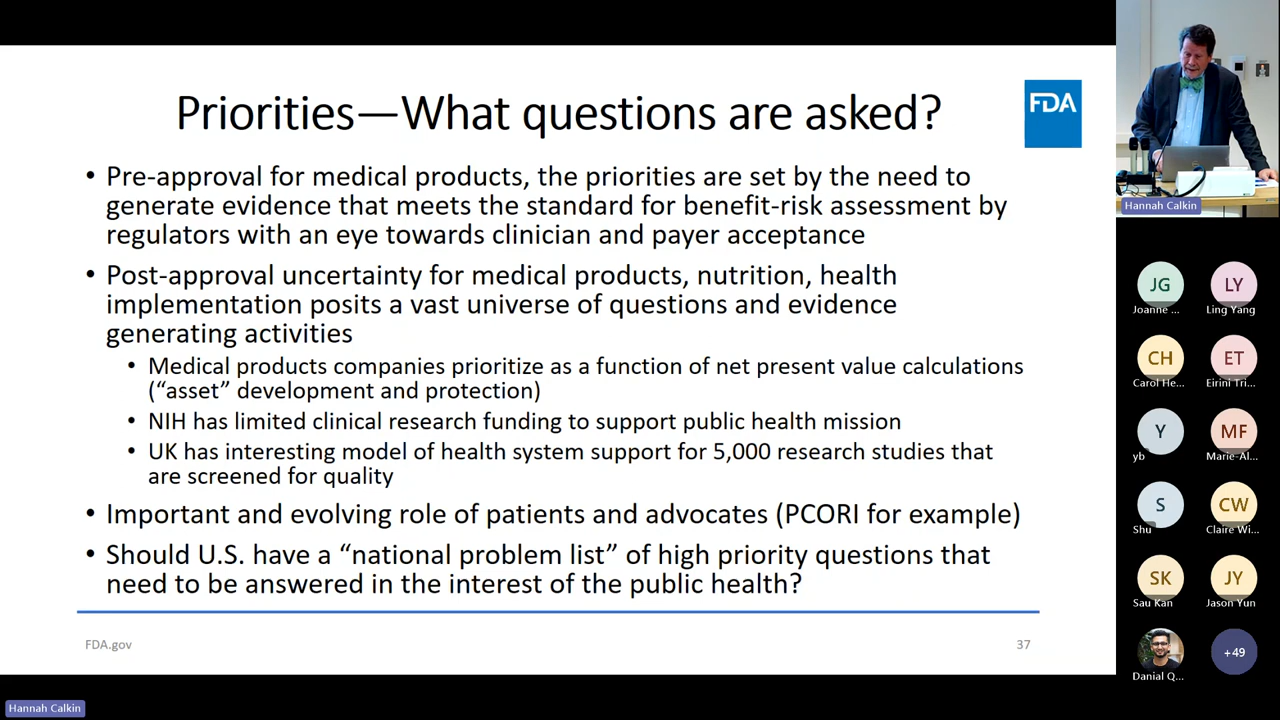 Priorities—What questions are asked?
FDA
• Pre-approval for medical products, the priorities are set by the need to
generate evidence that meets the standard for benefit-risk assessment by
regulators with an eye towards clinician and payer acceptance
• Post-approval uncertainty for medical products, nutrition, health
implementation posits a vast universe of questions and evidence
generating activities
• Medical products companies prioritize as a function of net present value calculations
(“asset” development and protection)
• NIH has limited clinical research funding to support public health mission
• UK has interesting model of health system support for 5,000 research studies that
are screened for quality
• Important and evolving role of patients and advocates (PCORI for example)
• Should U.S. have a “national problem list” of high priority questions that
need to be answered in the interest of the public health?
FDA.gov
37
Hannah Calkin
Hannah Calkin
JG
Joanne ...
LY
Ling Yang
CH
Carol He...
ET
Eirini Tri...
Y
yb
MF
Marie-Al...
S
Shu
CW
Claire Wi...
SK
Sau Kan
JY
Jason Yun
Danial Q...
+49